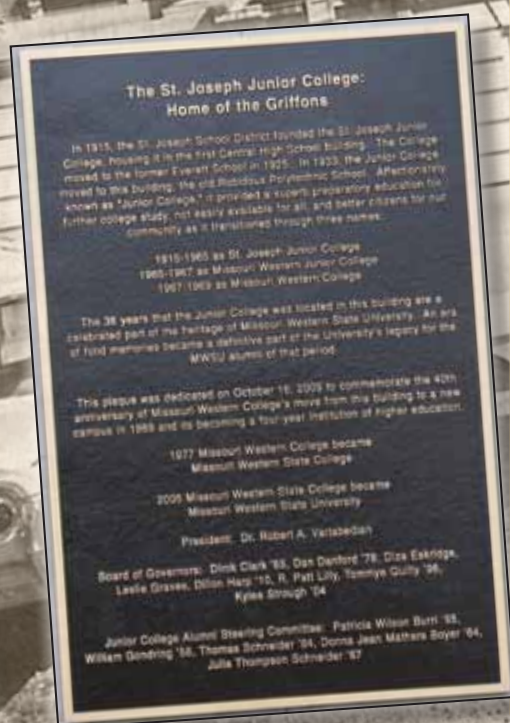 The St. Joseph Junior College:
Home of the Griffons
In 1915, the St. Joseph School District founded the St. Joseph Junior
College, housing it in the first Central High School building. The College
moved to the former Everett School in 1925. In 1933, the Junior College
moved to this building, the old Robidoux Polytechnic School. Affectionately
known as "Junior College," it provided a superb preparatory education for
further college study, not easily available for all, and better citizens for our
community as it transitioned through three names:
1915-1965 as St. Joseph Junior College
1965-1967 as Missouri Western Junior College
1967-1969 as Missouri Western College
The 36 years that the Junior College was located in this building are a
celebrated part of the heritage of Missouri Western State University. An era
of fond memories became a definitive part of the University's legacy for the
MWSU alumni of that period.
This plaque was dedicated on October 16, 2009 to commemorate the 40th
anniversary of Missouri Western College's move from this building to a new
campus in 1969 and its becoming a four-year institution of higher education.
1977 Missouri Western College became
Missouri Western State College
2005 Missouri Western State College became
Missouri Western State University
President: Dr. Robert A. Vartabedian
Board of Governors: Dirck Clark Dan Danford Diza Eskridge,
Leslie Graves, Dillon Harp '10, R. Patt Lilly, Tommye Quilty
Kylee Strough '04
Junior College Alumni Steering Committee: Patricia Wilson Burri
William Gondring Thomas Schneider Donna Jean Mathers Boyer '64,
Julie Thompson Schneider '67